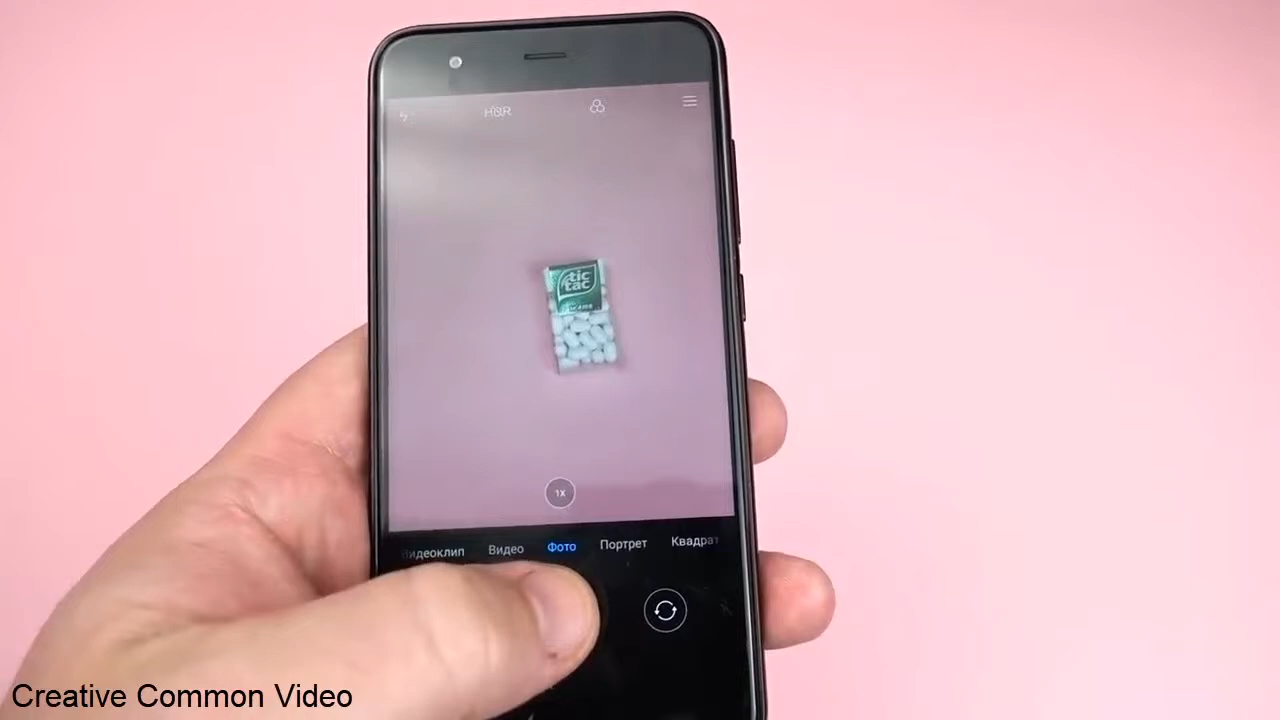 HDR
tic
tac
1X
Видеоклип Видео Фото Портрет Квадрат
Creative Common Video